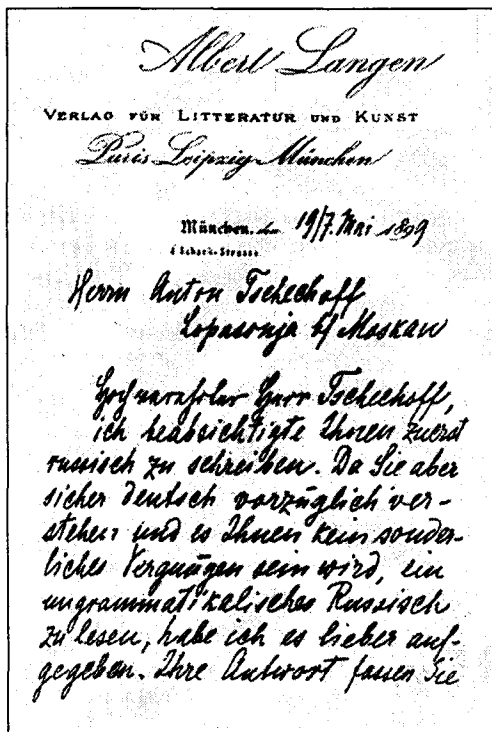 Albert Langen
VERLAG FÜR LITTERATUR UND KUNST
Paris Leipzig München
München, den 19/7. Mai 1899
4 Schack-Strasse
Herrn Anton Tschechoff
Lopasnja b/ Moskau
Hochverehrter Herr Tschechoff,
ich beabsichtigte Ihnen zuerst
russisch zu schreiben. Da Sie aber
sicher deutsch vorzüglich ver-
stehen und es Ihnen kein sonder-
liches Vergnügen sein wird, ein
ungrammatikalisches Russisch
zu lesen, habe ich es lieber auf-
gegeben. Ihre Antwort fassen Sie